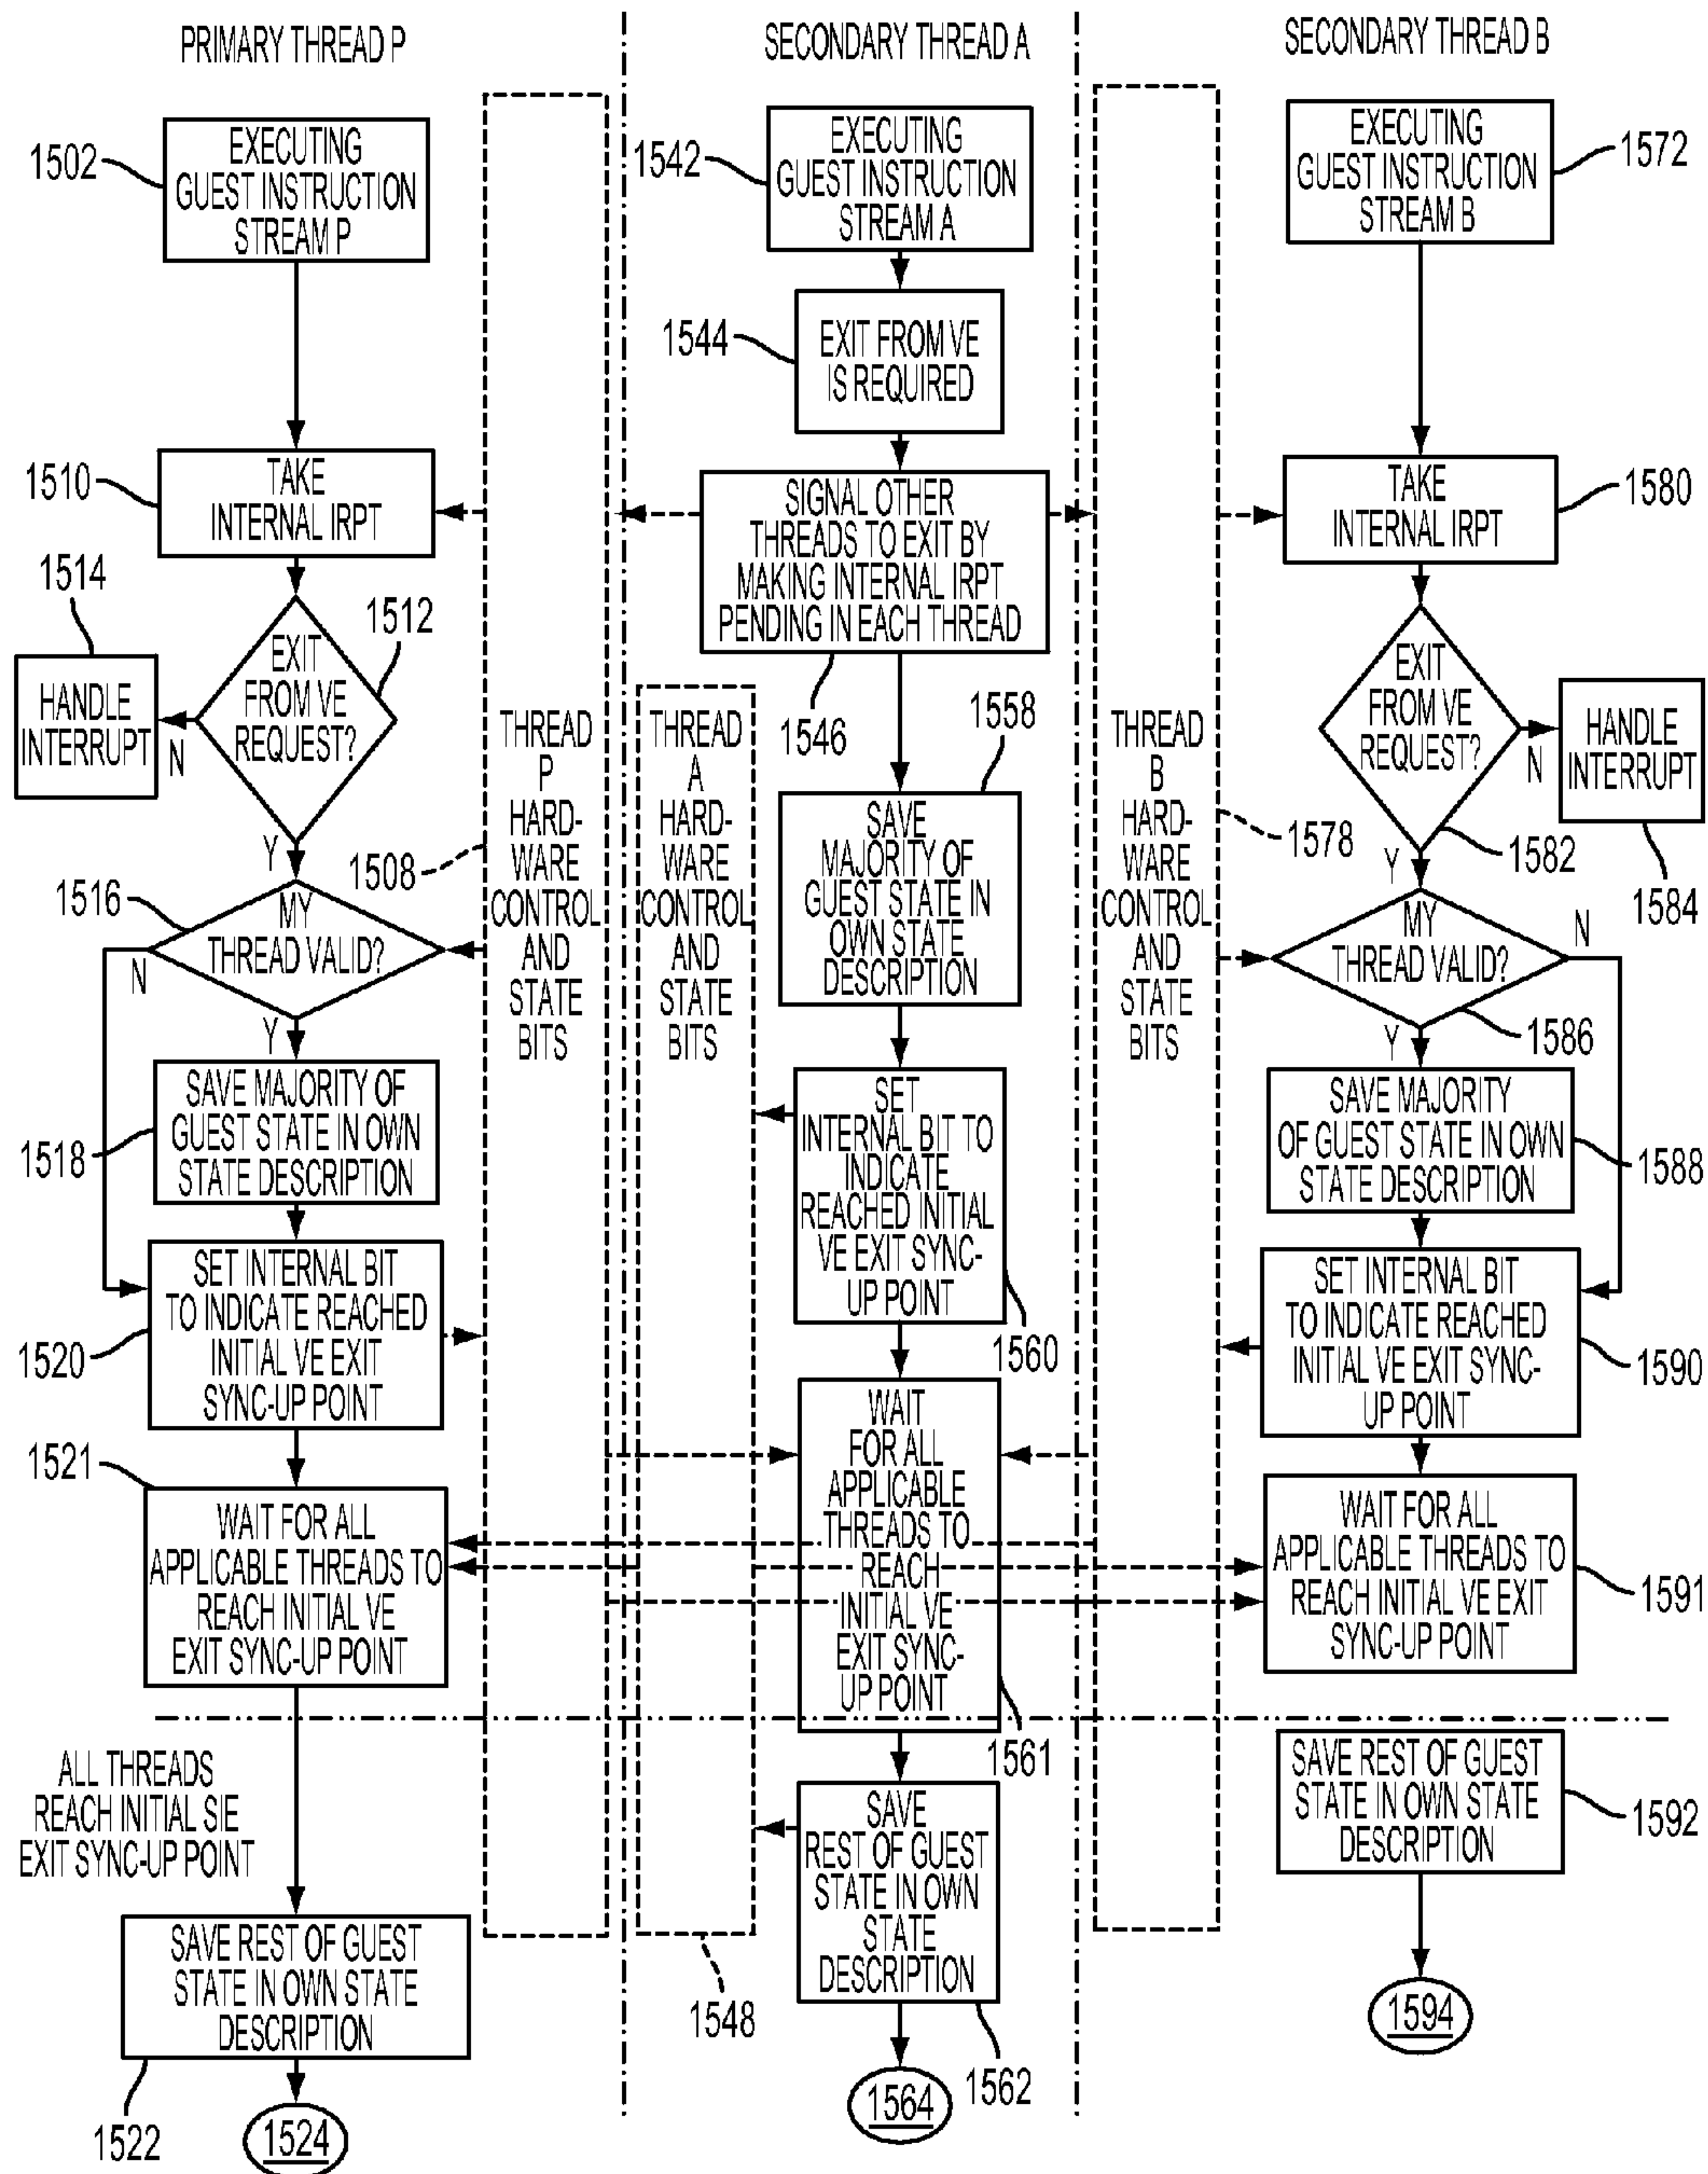 PRIMARY THREAD P
1502
EXECUTING
GUEST INSTRUCTION
STREAM P
1510
TAKE
INTERNAL IRPT
1514
HANDLE
INTERRUPT
1512
EXIT
FROM VE
REQUEST?
N
Y
1508
1516
MY
THREAD VALID?
N
Y
1518
SAVE MAJORITY OF
GUEST STATE IN OWN
STATE DESCRIPTION
1520
SET INTERNAL BIT
TO INDICATE REACHED
INITIAL VE EXIT
SYNC-UP POINT
1521
WAIT FOR ALL
APPLICABLE THREADS TO
REACH INITIAL VE
EXIT SYNC-UP POINT
ALL THREADS
REACH INITIAL SIE
EXIT SYNC-UP POINT
SAVE REST OF GUEST
STATE IN OWN STATE
DESCRIPTION
1522
1524
THREAD
P
HARD-
WARE
CONTROL
AND
STATE
BITS
SECONDARY THREAD A
1542
EXECUTING
GUEST INSTRUCTION
STREAM A
1544
EXIT FROM VE
IS REQUIRED
SIGNAL OTHER
THREADS TO EXIT BY
MAKING INTERNAL IRPT
PENDING IN EACH THREAD
1546
THREAD
A
HARD-
WARE
CONTROL
AND
STATE
BITS
1558
SAVE
MAJORITY OF
GUEST STATE IN
OWN STATE
DESCRIPTION
SET
INTERNAL BIT TO
INDICATE
REACHED INITIAL
VE EXIT SYNC-
UP POINT
1560
WAIT
FOR ALL
APPLICABLE
THREADS TO
REACH
INITIAL VE
EXIT SYNC-
UP POINT
1561
SAVE
REST OF GUEST
STATE IN OWN
STATE
DESCRIPTION
1548
1562
1564
SECONDARY THREAD B
EXECUTING
GUEST INSTRUCTION
STREAM B
1572
TAKE
INTERNAL IRPT
1580
THREAD
B
HARD-
WARE
CONTROL
AND
STATE
BITS
1578
EXIT
FROM VE
REQUEST?
N
Y
1582
HANDLE
INTERRUPT
1584
MY
THREAD VALID?
N
Y
1586
SAVE MAJORITY
OF GUEST STATE IN OWN
STATE DESCRIPTION
1588
SET INTERNAL BIT
TO INDICATE REACHED
INITIAL VE EXIT SYNC-
UP POINT
1590
WAIT FOR ALL
APPLICABLE THREADS TO
REACH INITIAL VE EXIT
SYNC-UP POINT
1591
SAVE REST OF GUEST
STATE IN OWN STATE
DESCRIPTION
1592
1594